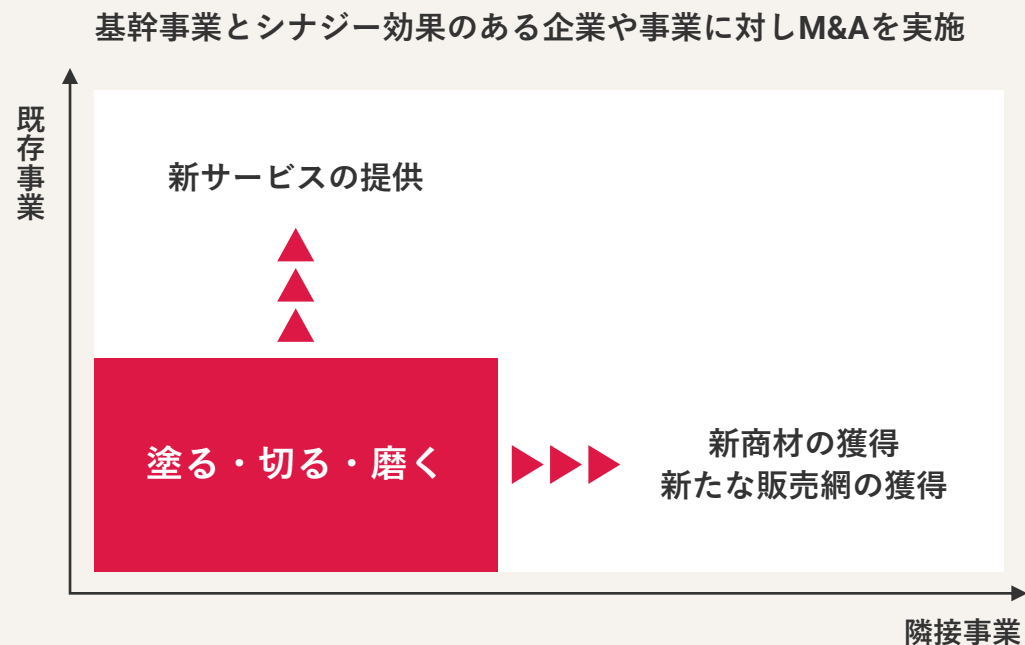 基幹事業とシナジー効果のある企業や事業に対しM&Aを実施
既存事業
新サービスの提供
塗る・切る・磨く
新商材の獲得
新たな販売網の獲得
隣接事業